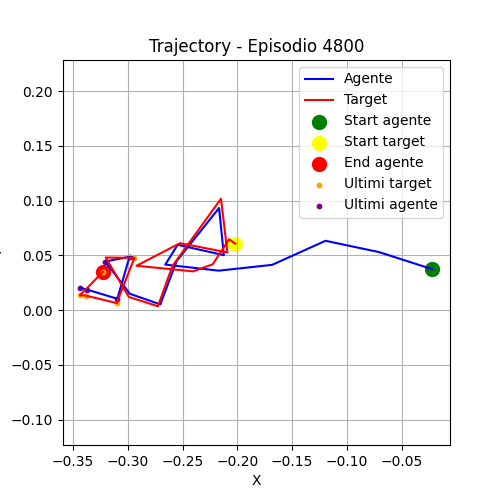 Trajectory - Episodio 4800
Agente
Target
Start agente
Start target
End agente
Ultimi target
Ultimi agente
0.20
0.15
0.10
0.05
0.00
−0.05
−0.10
−0.35
−0.30
−0.25
−0.20
−0.15
−0.10
−0.05
X